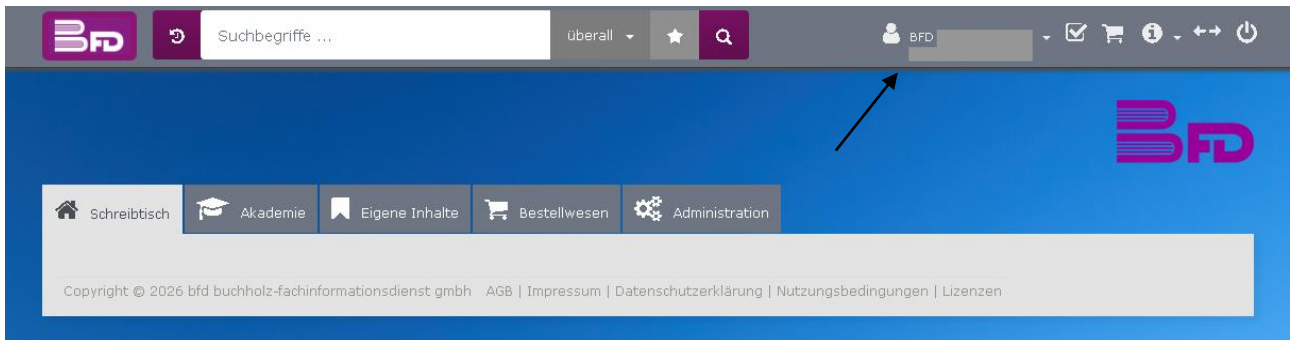 BFD
Suchbegriffe ...
überall
BFD
BFD
Schreibtisch
Akademie
Eigene Inhalte
Bestellwesen
Administration
Copyright © 2026 bfd buchholz-fachinformationsdienst gmbh AGB | Impressum | Datenschutzerklärung | Nutzungsbedingungen | Lizenzen